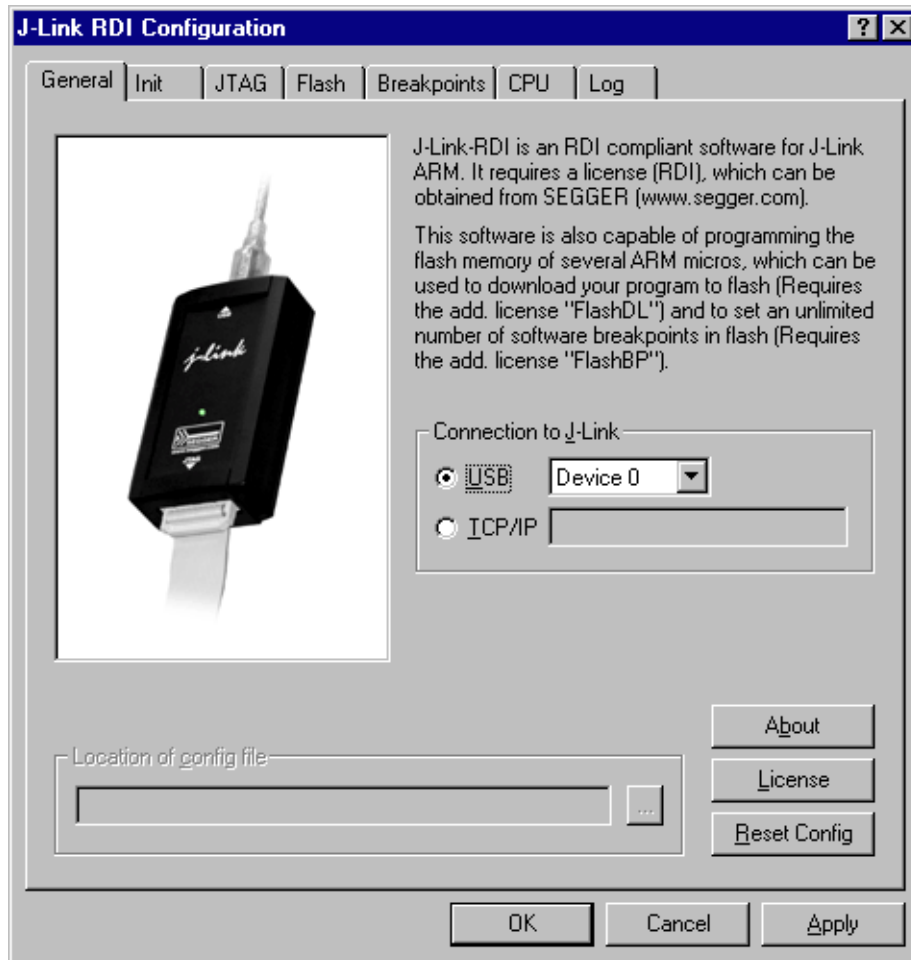 J-Link RDI Configuration
General Init JTAG Flash Breakpoints CPU Log
J-Link-RDI is an RDI compliant software for J-Link
ARM. It requires a license (RDI), which can be
obtained from SEGGER (www.segger.com).
This software is also capable of programming the
flash memory of several ARM micros, which can be
used to download your program to flash (Requires
the add. license "FlashDL") and to set an unlimited
number of software breakpoints in flash (Requires
the add. license "FlashBP").
j-link
SEGGER
JTAG
Connection to J-Link
USB Device 0
TCP/IP
About
Location of config file
License
...
Reset Config
OK Cancel Apply